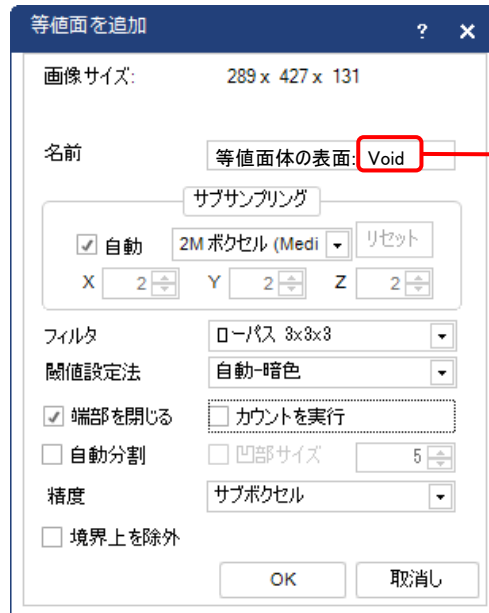 等値面を追加 ? ×
画像サイズ: 289 x 427 x 131
名前 等値面体の表面: Void
サブサンプリング
自動 2M ボクセル (Medi リセット
X 2 Y 2 Z 2
フィルタ ローパス 3x3x3
閾値設定法 自動-暗色
端部を閉じる カウントを実行
自動分割 凹部サイズ 5
精度 サブボクセル
境界上を除外
OK 取消し